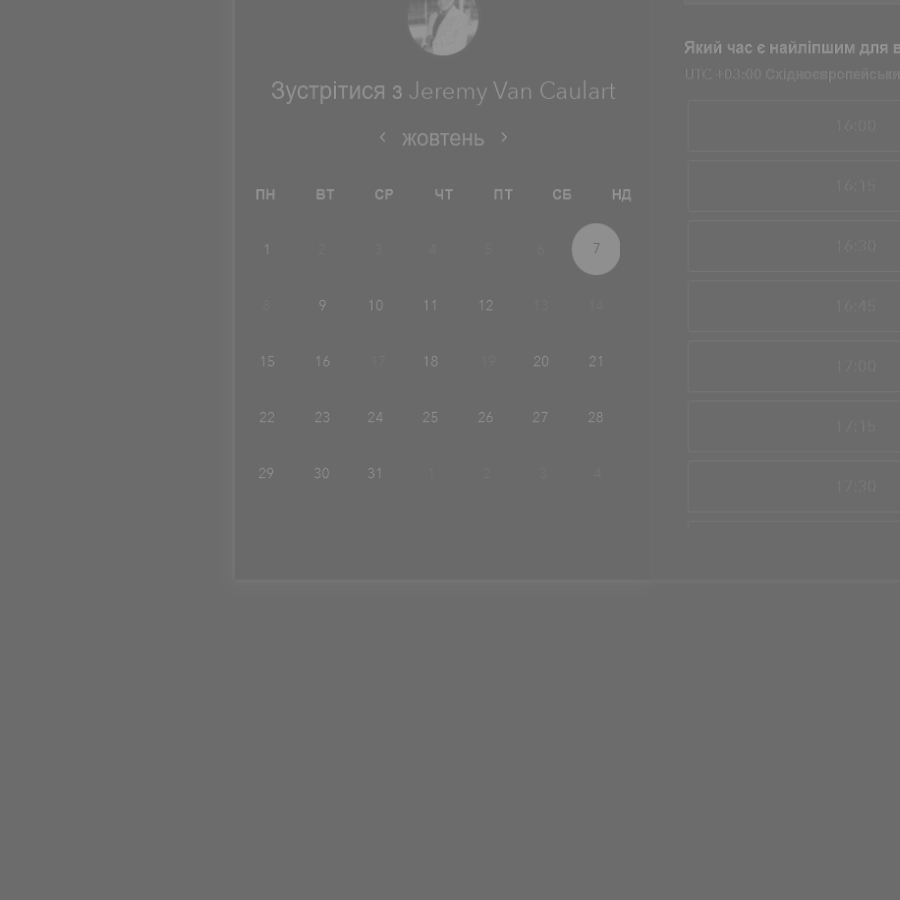 Зустрітися з Jeremy Van Caulart
‹ жовтень ›
ПН ВТ СР ЧТ ПТ СБ НД
1 2 3 4 5 6 7
8 9 10 11 12 13 14
15 16 17 18 19 20 21
22 23 24 25 26 27 28
29 30 31 1 2 3 4
Який час є найліпшим для в
UTC +03:00 Східноєвропейськи
16:00
16:15
16:30
16:45
17:00
17:15
17:30